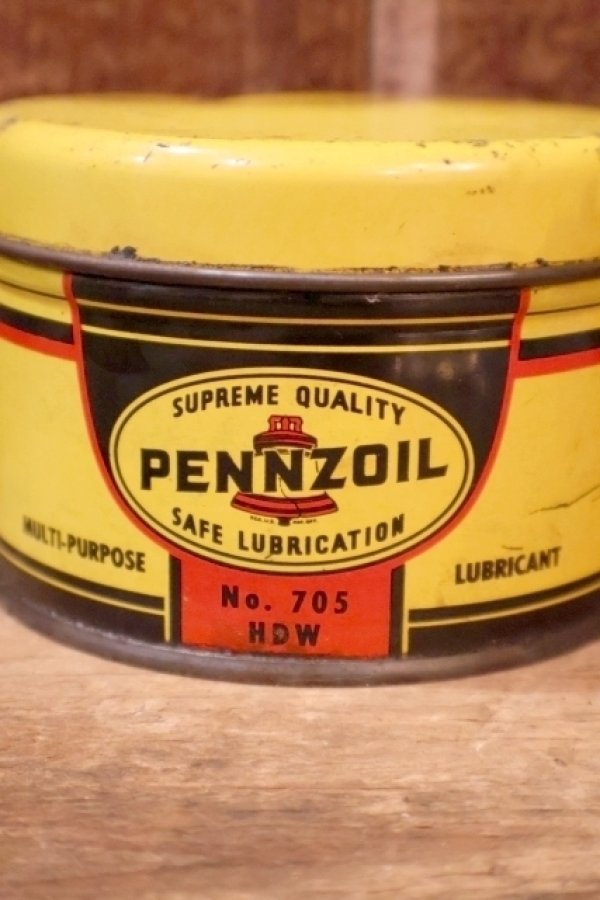 SUPREME QUALITY
PENNZOIL
SAFE LUBRICATION
MULTI-PURPOSE
LUBRICANT
No. 705
HDW